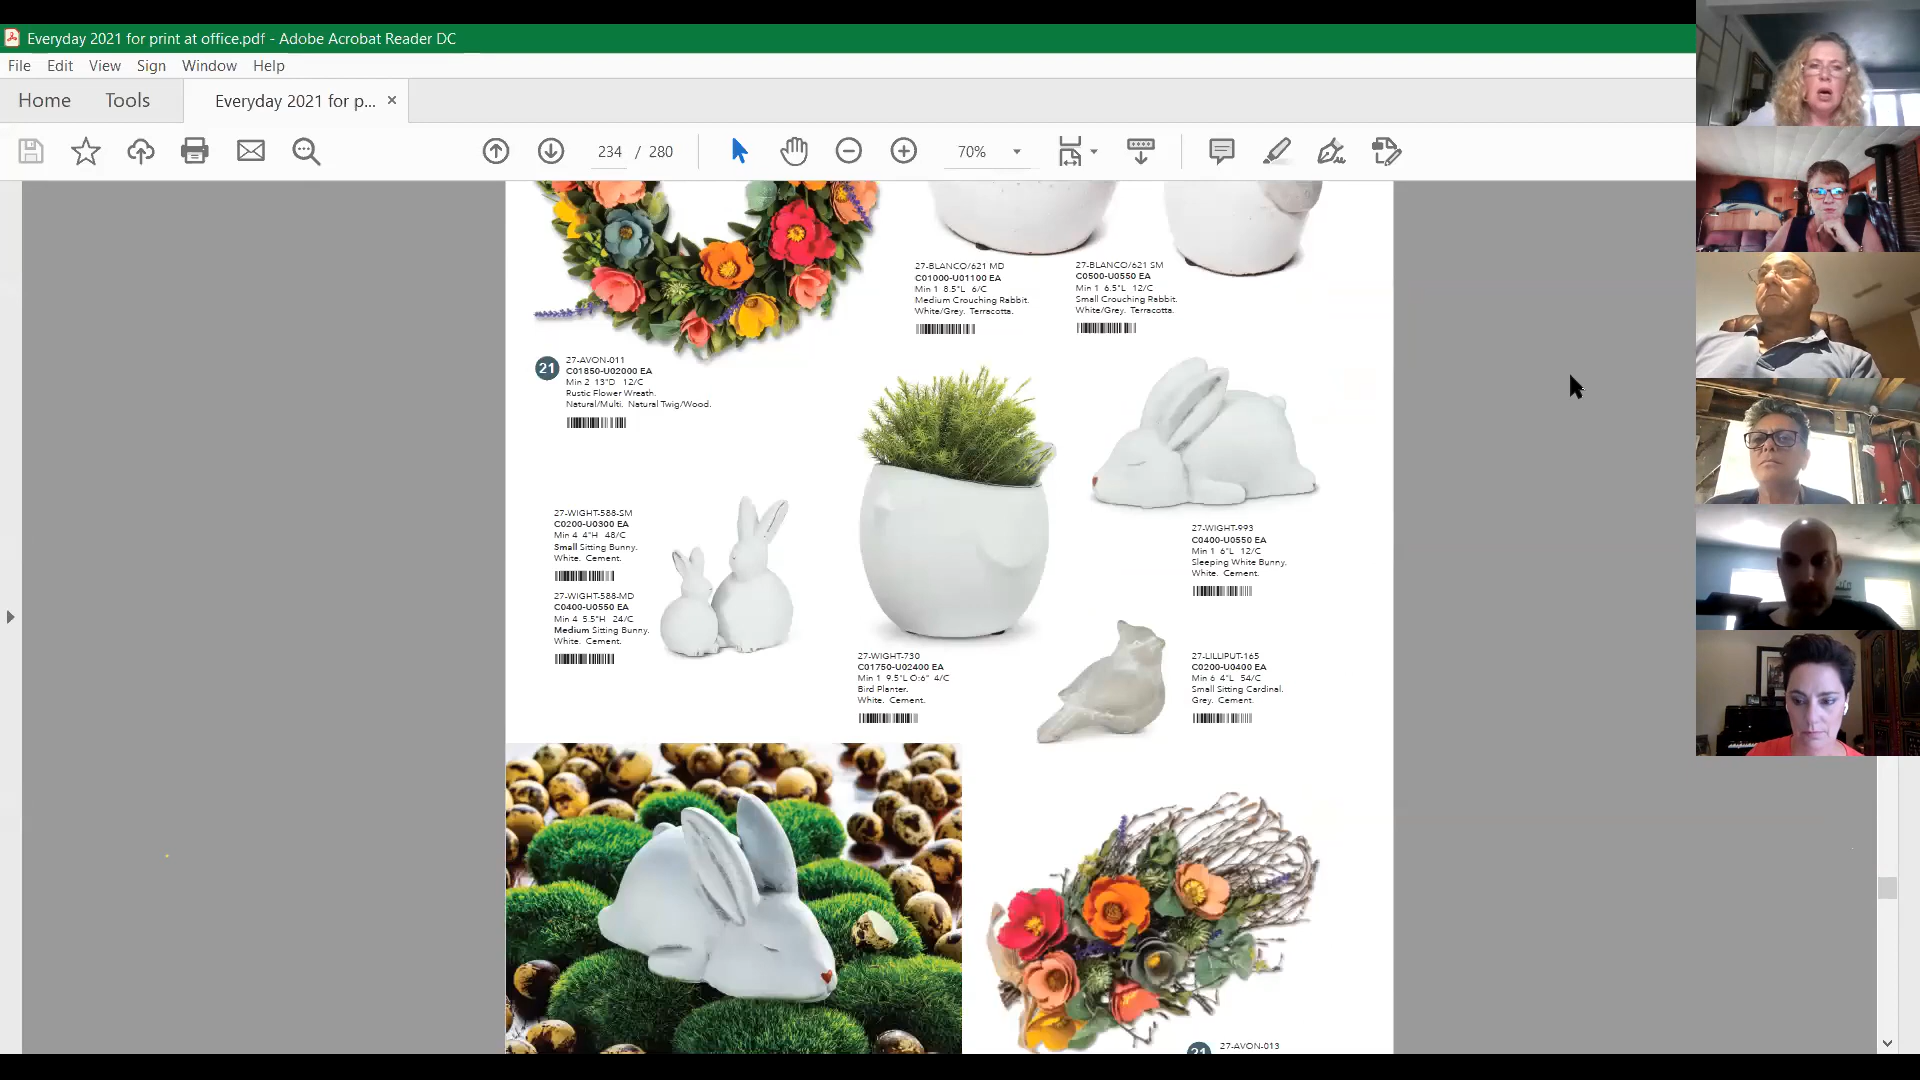 Everyday 2021 for print at office.pdf - Adobe Acrobat Reader DC
File Edit View Sign Window Help
Home Tools Everyday 2021 for p... ×
234 / 280 70%
27-BLANCO/621 MD
C01000-U01100 EA
Min 1 8.5"L 6/C
Medium Crouching Rabbit.
White/Grey. Terracotta.
27-BLANCO/621 SM
C0500-U0550 EA
Min 1 6.5"L 12/C
Small Crouching Rabbit.
White/Grey. Terracotta.
21
27-AVON-011
C01850-U02000 EA
Min 2 13"D 12/C
Rustic Flower Wreath.
Natural/Multi. Natural Twig/Wood.
27-WIGHT-588-SM
C0200-U0300 EA
Min 4 4"H 48/C
Small Sitting Bunny.
White. Cement.
27-WIGHT-588-MD
C0400-U0550 EA
Min 4 5.5"H 24/C
Medium Sitting Bunny.
White. Cement.
27-WIGHT-730
C01750-U02400 EA
Min 1 9.5"L O:6" 4/C
Bird Planter.
White. Cement.
27-WIGHT-993
C0400-U0550 EA
Min 1 6"L 12/C
Sleeping White Bunny.
White. Cement.
27-LILLIPUT-165
C0200-U0400 EA
Min 6 4"L 54/C
Small Sitting Cardinal.
Grey. Cement.
21
27-AVON-013